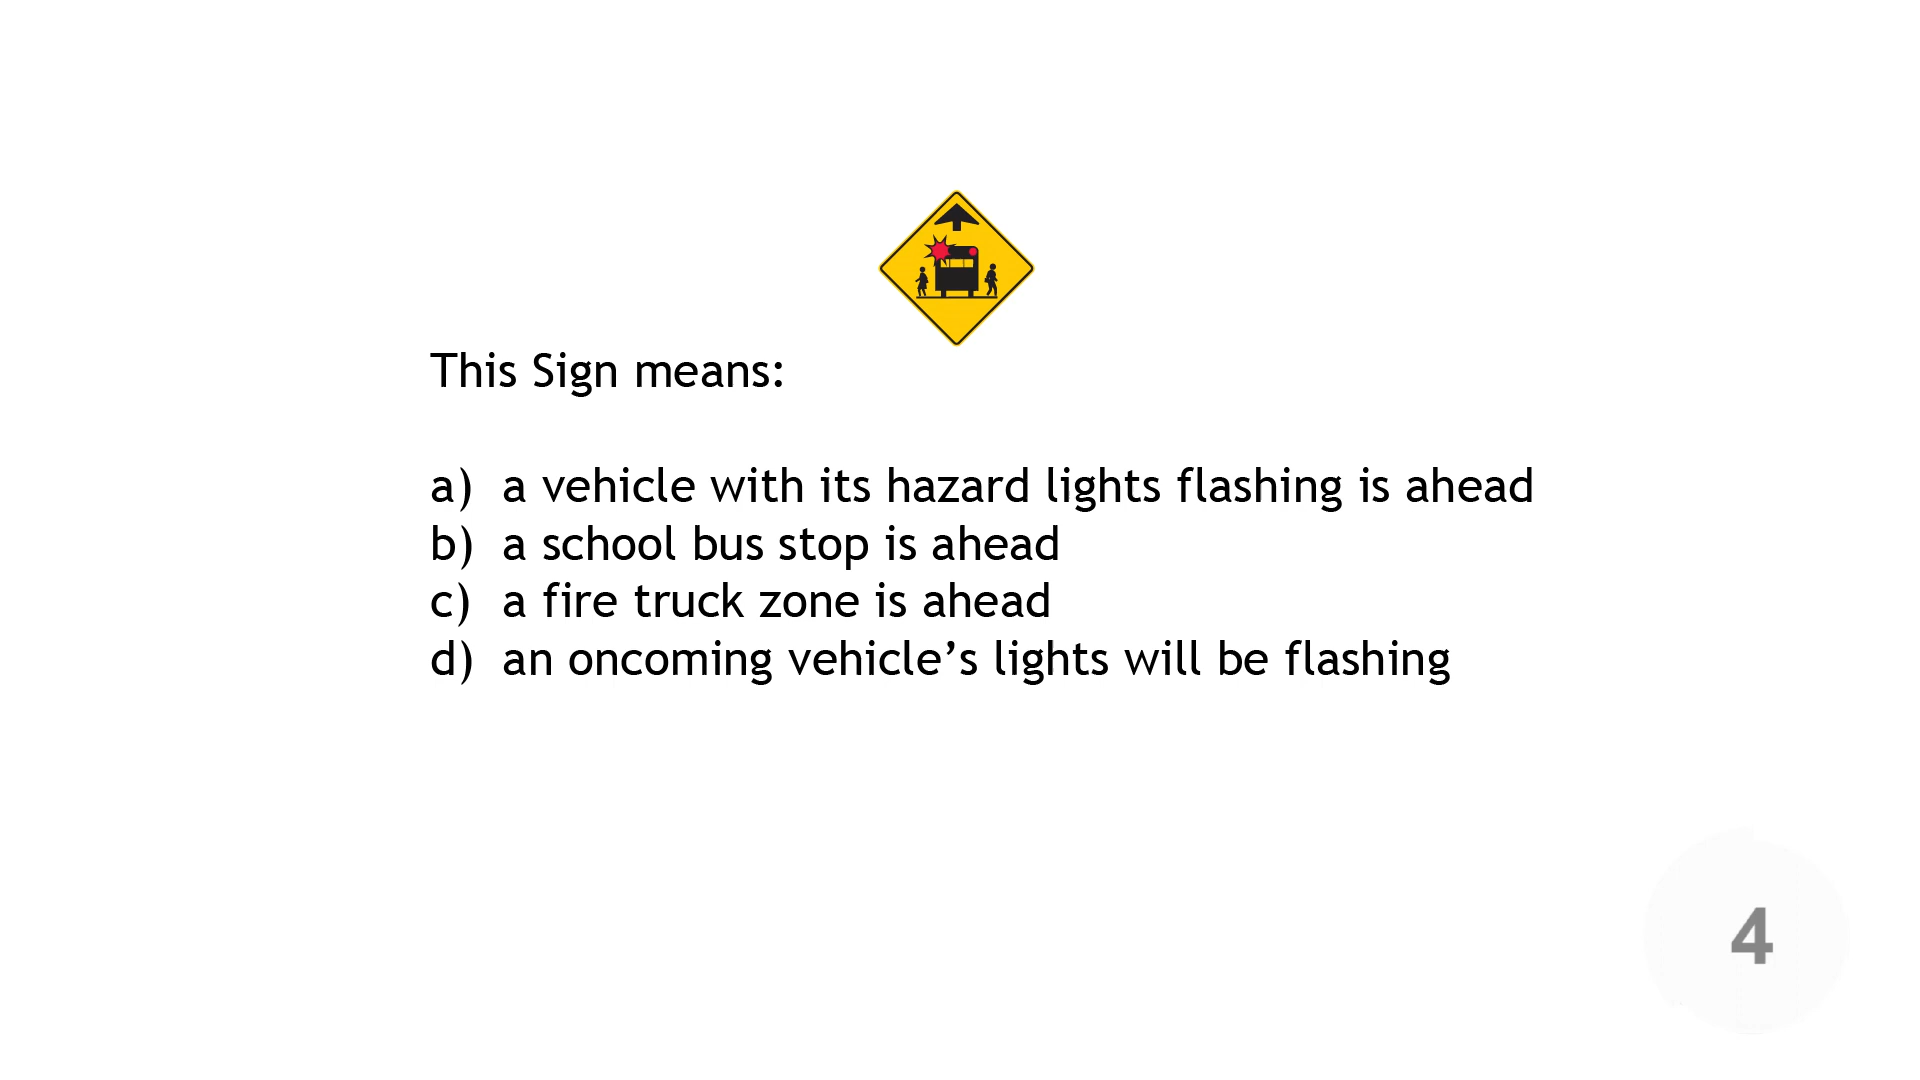 This Sign means:
a) a vehicle with its hazard lights flashing is ahead
b) a school bus stop is ahead
c) a fire truck zone is ahead
d) an oncoming vehicle’s lights will be flashing
4